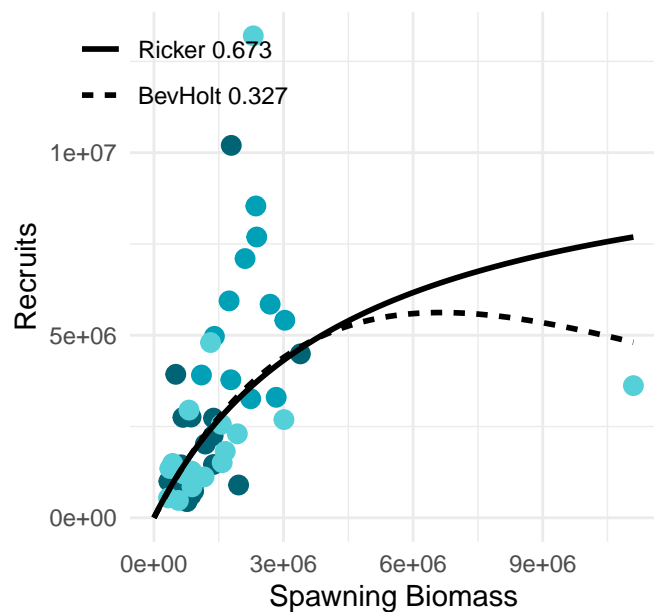 Ricker 0.673
BevHolt 0.327
1e+07
5e+06
0e+00
Recruits
0e+00 3e+06 6e+06 9e+06
Spawning Biomass